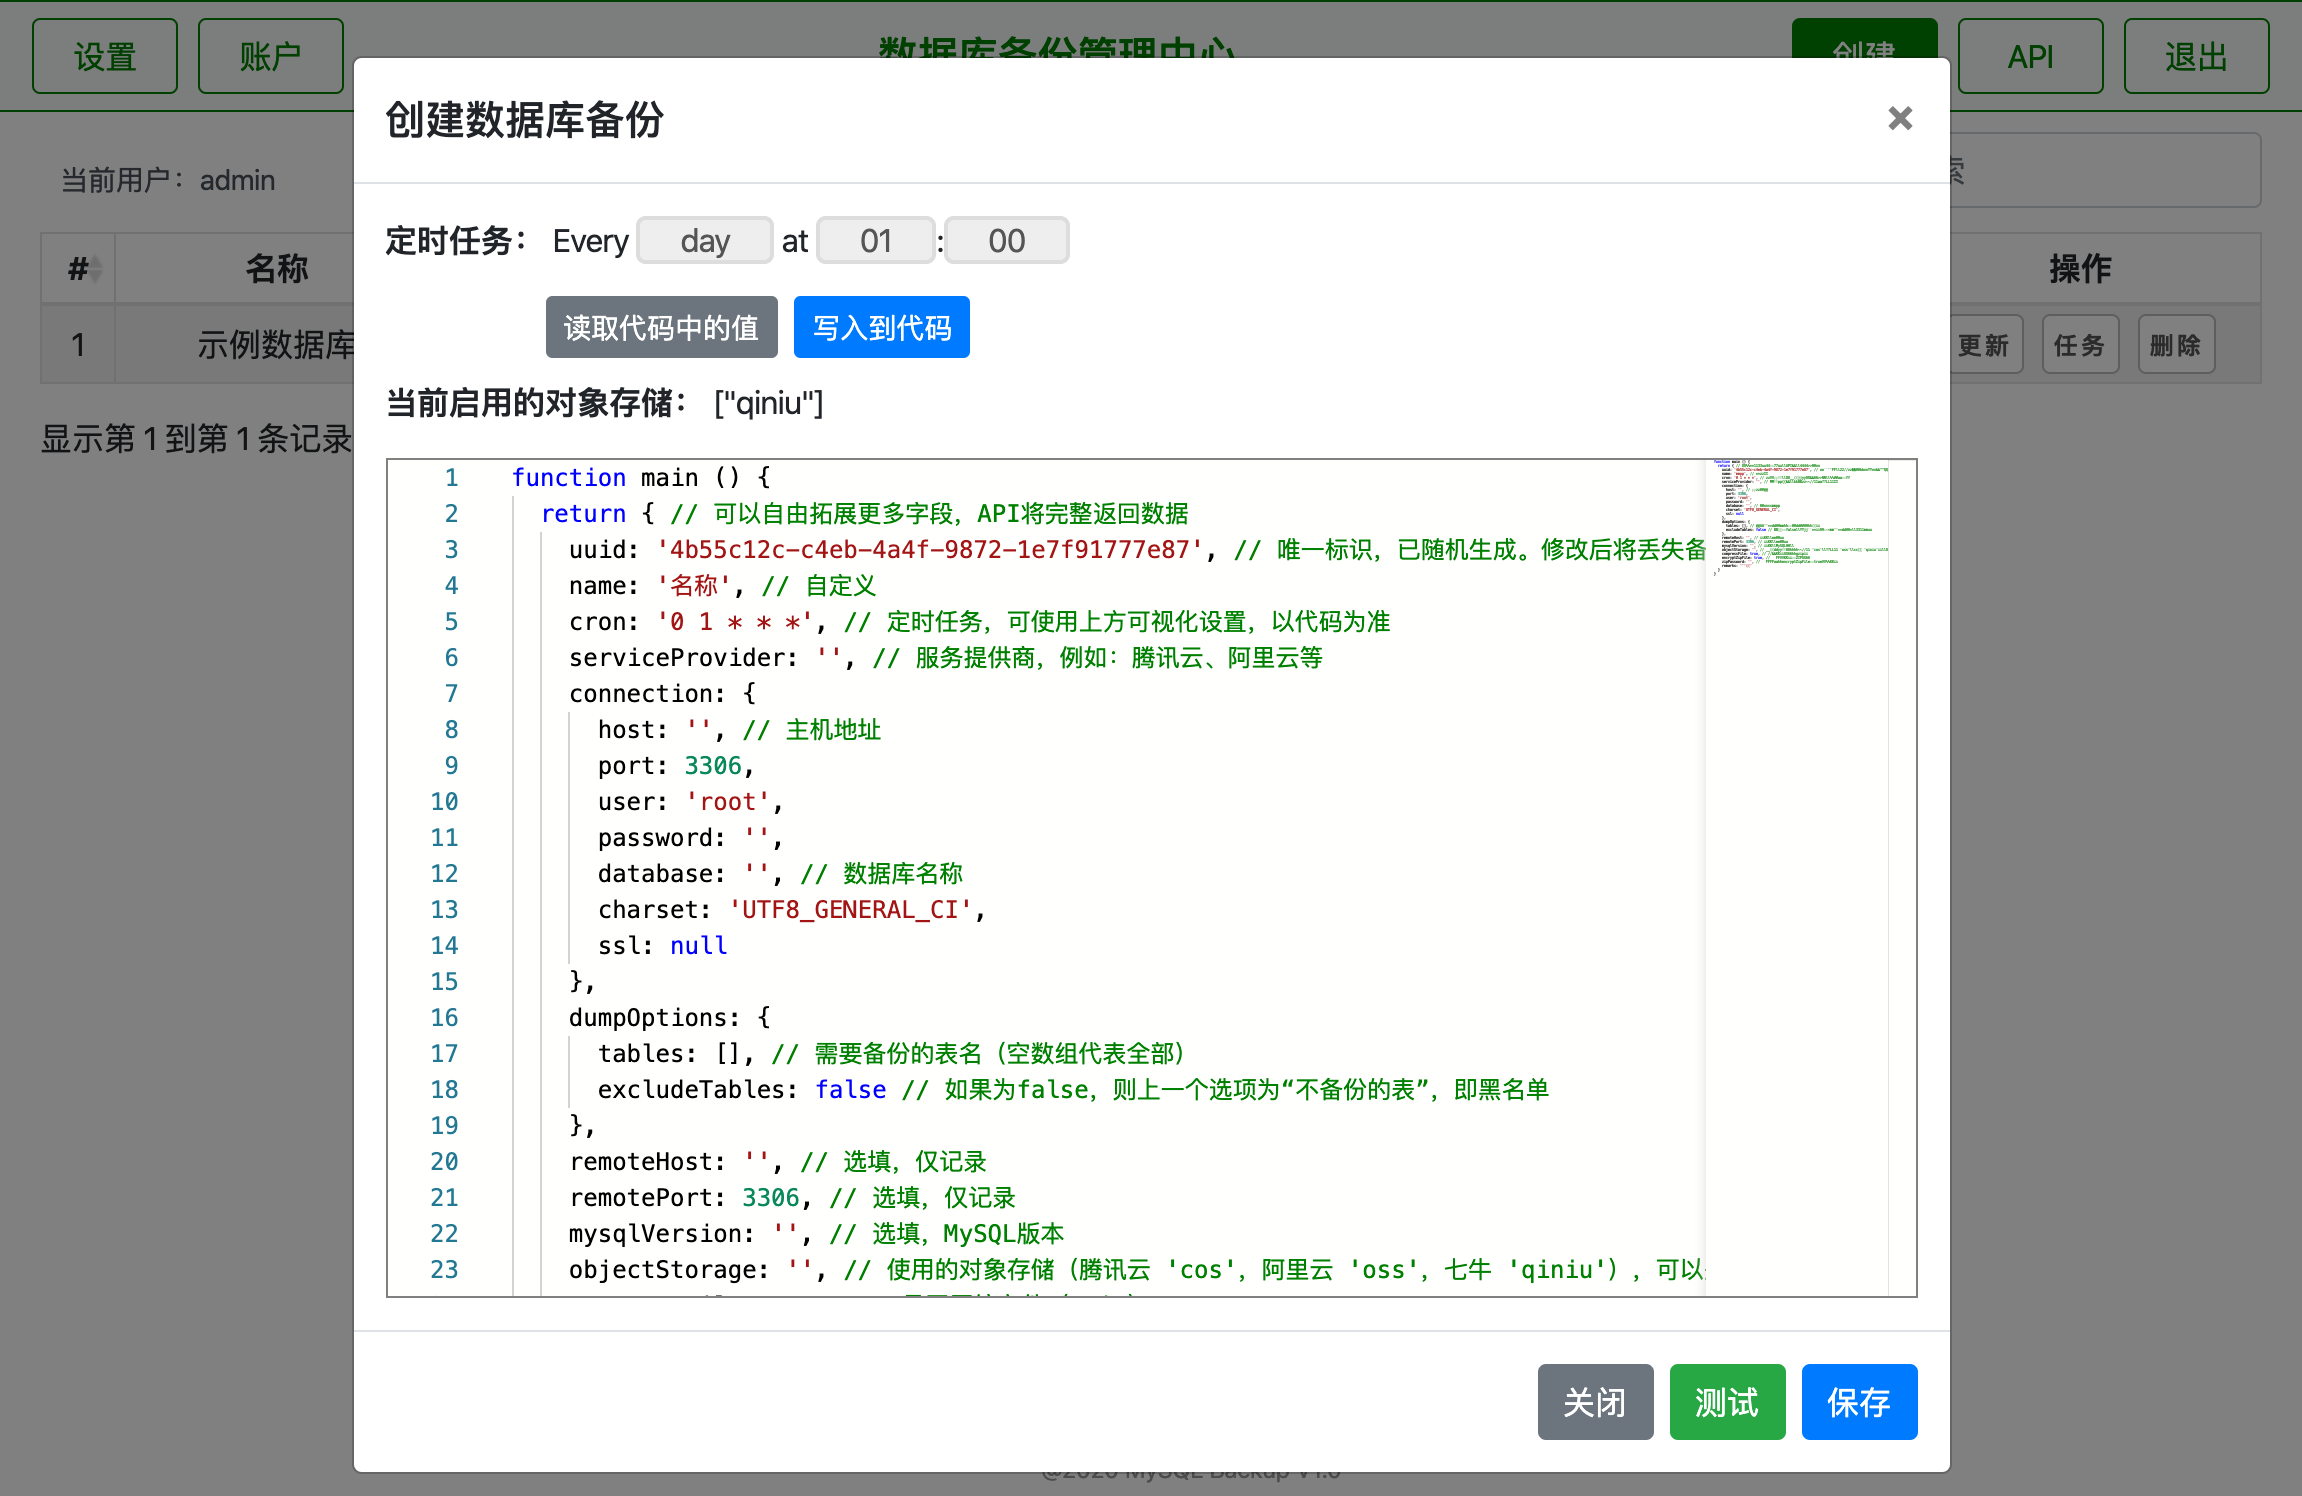 设置
账户
数据库备份管理中心
创建
API
退出
创建数据库备份
×
当前用户：admin
索
定时任务： Every day at 01:00
# 名称
操作
读取代码中的值
写入到代码
1 示例数据库
更新 任务 删除
当前启用的对象存储： ["qiniu"]
显示第 1 到第 1 条记录
1 function main () {
2 return { // 可以自由拓展更多字段，API将完整返回数据
3 uuid: '4b55c12c-c4eb-4a4f-9872-1e7f91777e87', // 唯一标识，已随机生成。修改后将丢失备
4 name: '名称', // 自定义
5 cron: '0 1 * * *', // 定时任务，可使用上方可视化设置，以代码为准
6 serviceProvider: '', // 服务提供商，例如：腾讯云、阿里云等
7 connection: {
8 host: '', // 主机地址
9 port: 3306,
10 user: 'root',
11 password: '',
12 database: '', // 数据库名称
13 charset: 'UTF8_GENERAL_CI',
14 ssl: null
15 },
16 dumpOptions: {
17 tables: [], // 需要备份的表名（空数组代表全部）
18 excludeTables: false // 如果为false，则上一个选项为“不备份的表”，即黑名单
19 },
20 remoteHost: '', // 选填，仅记录
21 remotePort: 3306, // 选填，仅记录
22 mysqlVersion: '', // 选填，MySQL版本
23 objectStorage: '', // 使用的对象存储（腾讯云 'cos'，阿里云 'oss'，七牛 'qiniu'），可以
关闭
测试
保存
@2020 MySQL Backup V1.0